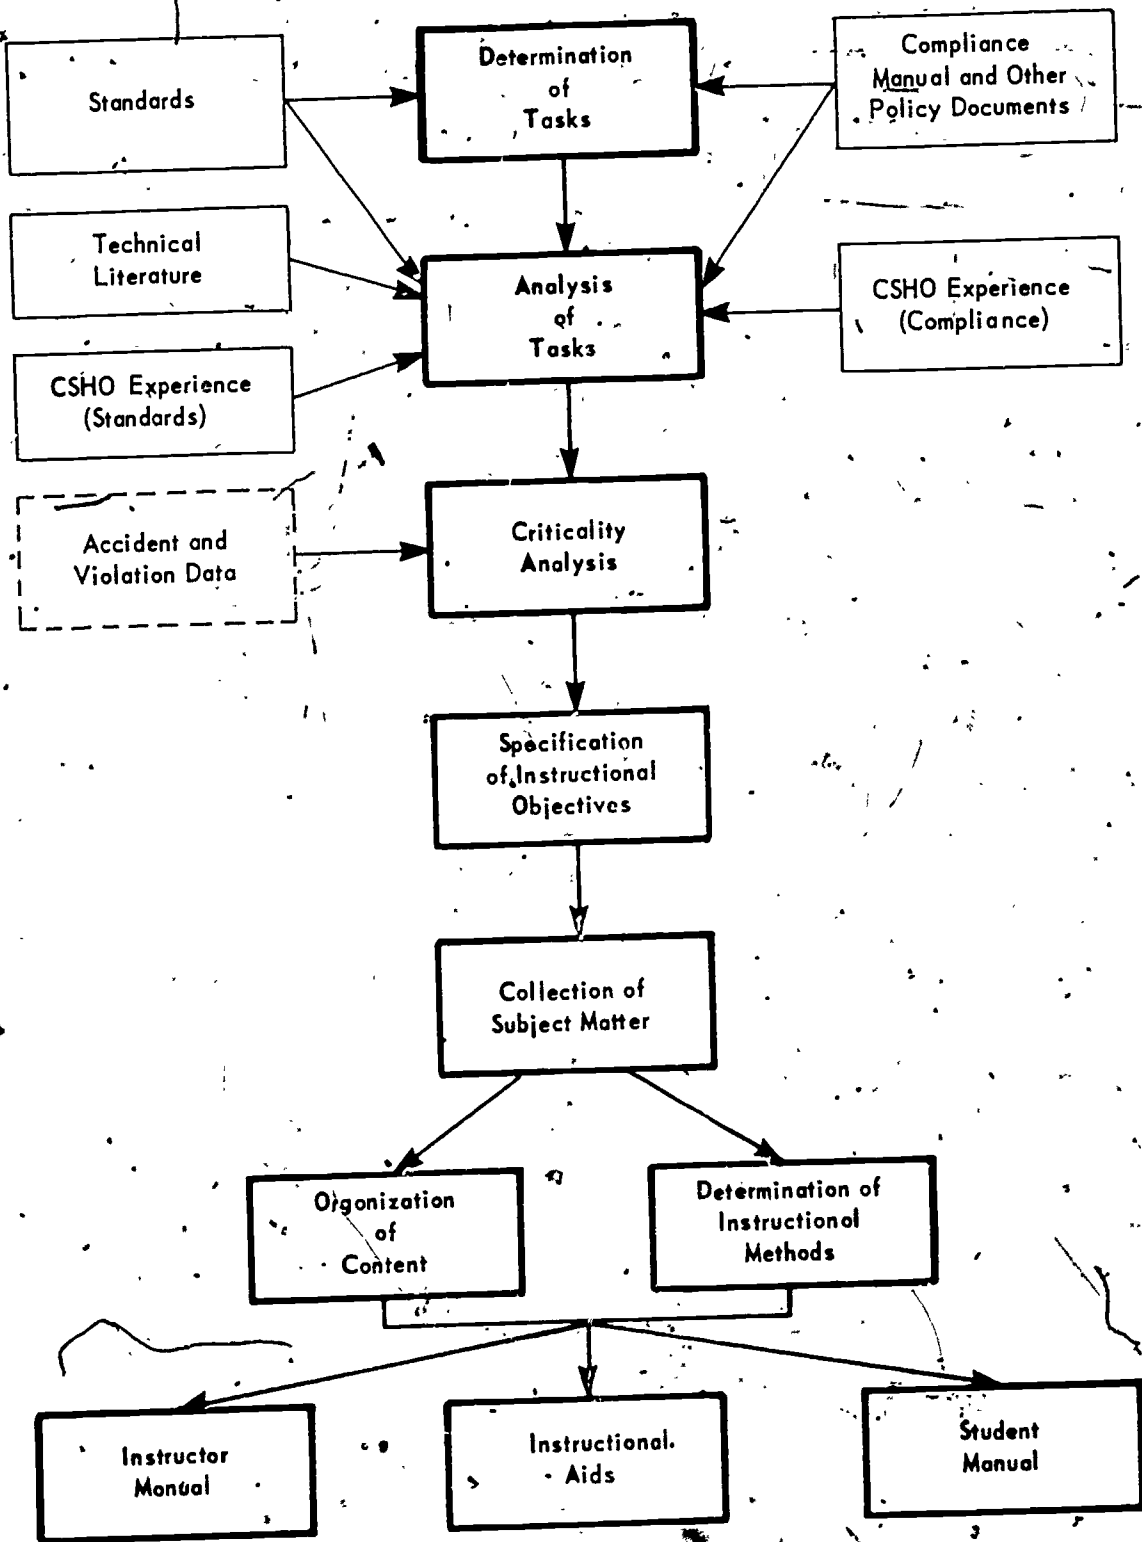 Standards
Determination
of
Tasks
Compliance
Manual and Other
Policy Documents
Technical
Literature
Analysis
of
Tasks
CSHO Experience
(Compliance)
CSHO Experience
(Standards)
Accident and
Violation Data
Criticality
Analysis
Specification
of Instructional
Objectives
Collection of
Subject Matter
Organization
of
Content
Determination of
Instructional
Methods
Instructor
Manual
Instructional
Aids
Student
Manual